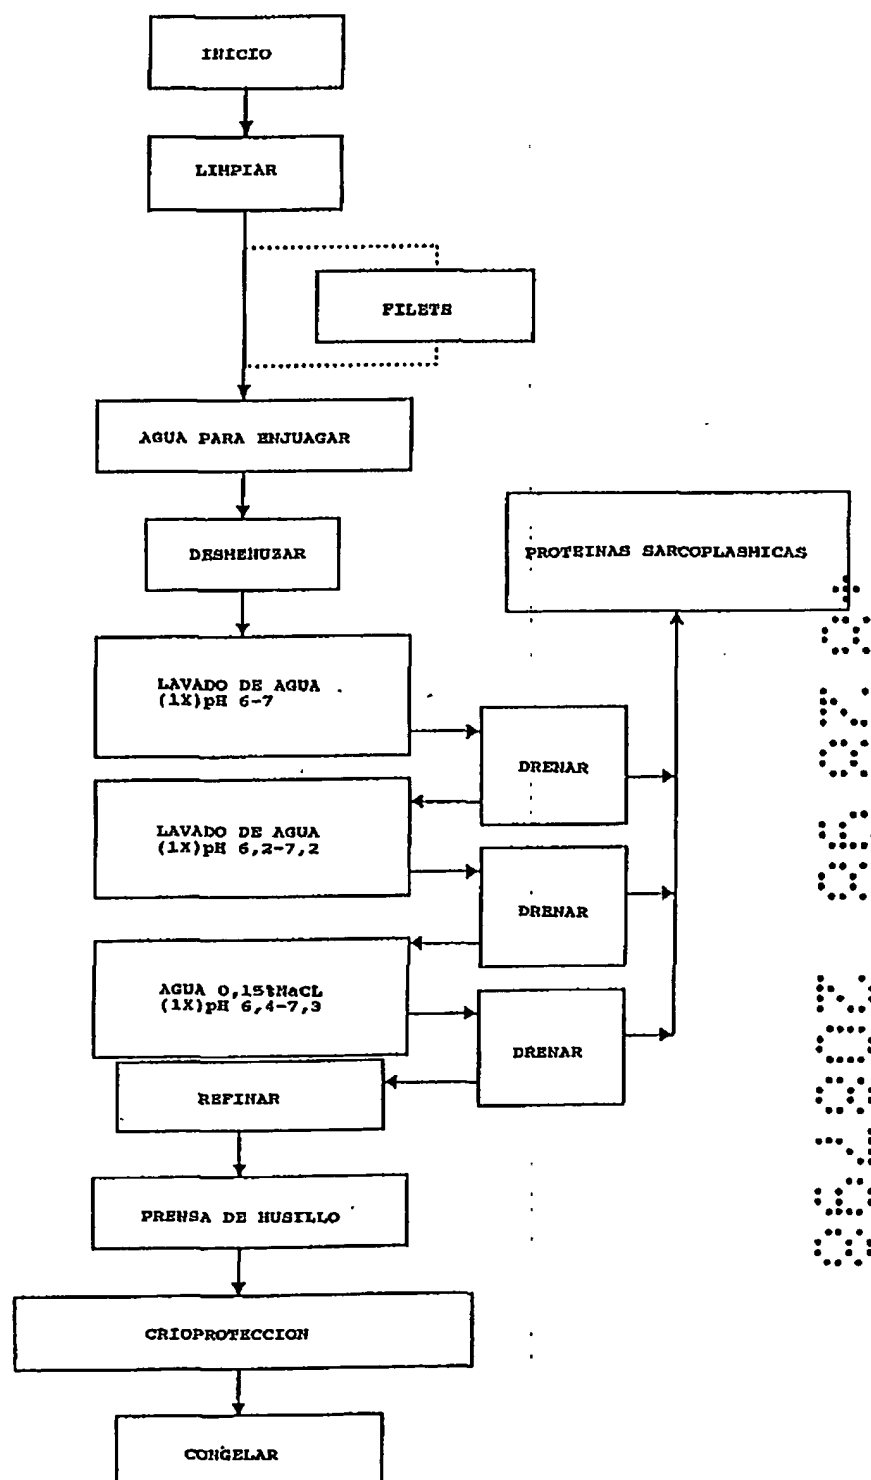 INICIO
LIMPIAR
FILETS
AGUA PARA ENJUAGAR
DESMENUZAR
PROTEINAS SARCOPLASMICAS
LAVADO DE AGUA
(1X)pH 6-7
DRENAR
LAVADO DE AGUA
(1X)pH 6,2-7,2
DRENAR
AGUA 0,15%NaCL
(1X)pH 6,4-7,3
DRENAR
REFINAR
PRENSA DE HUSILLO
CRIOPROTECCION
CONGELAR